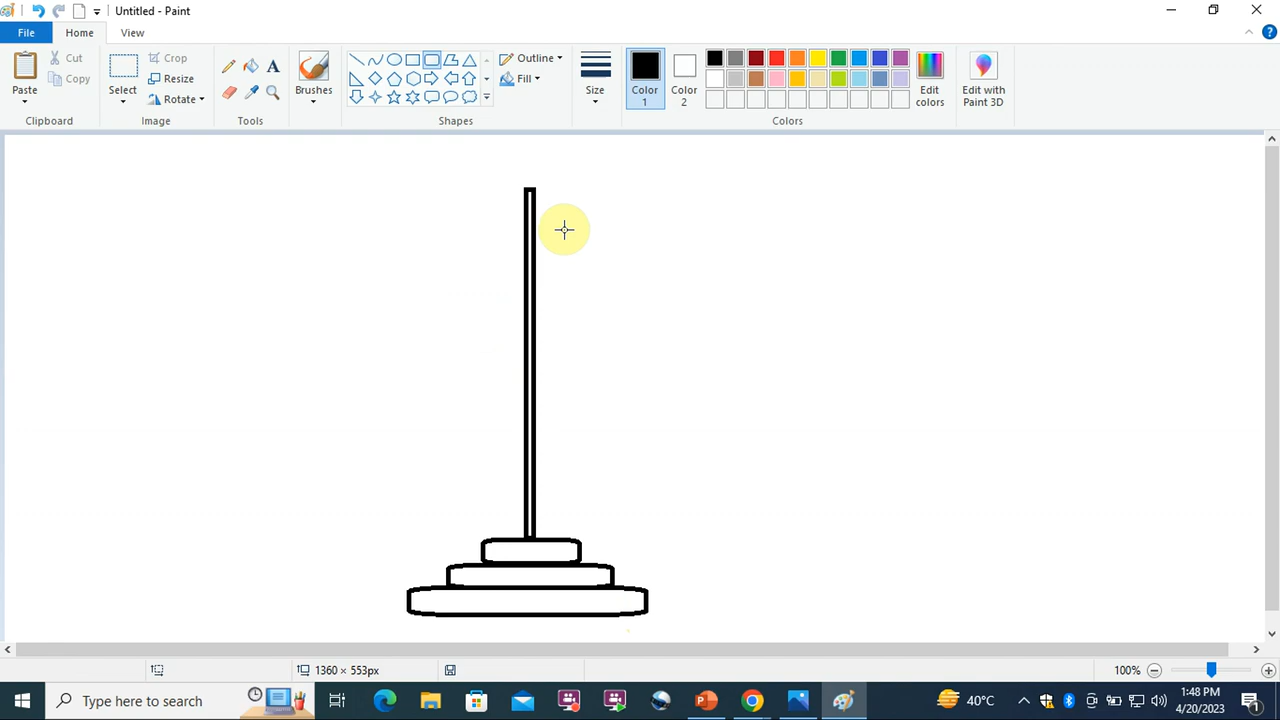 Untitled - Paint
File Home View
Paste
Cut
Copy
Clipboard
Select
Crop
Resize
Rotate
Image
A
Tools
Brushes
Shapes
Outline
Fill
Size
Color 1
Color 2
Edit colors
Colors
Edit with Paint 3D
1360 × 553px
100%
Type here to search
40°C
1:48 PM
4/20/2023
1